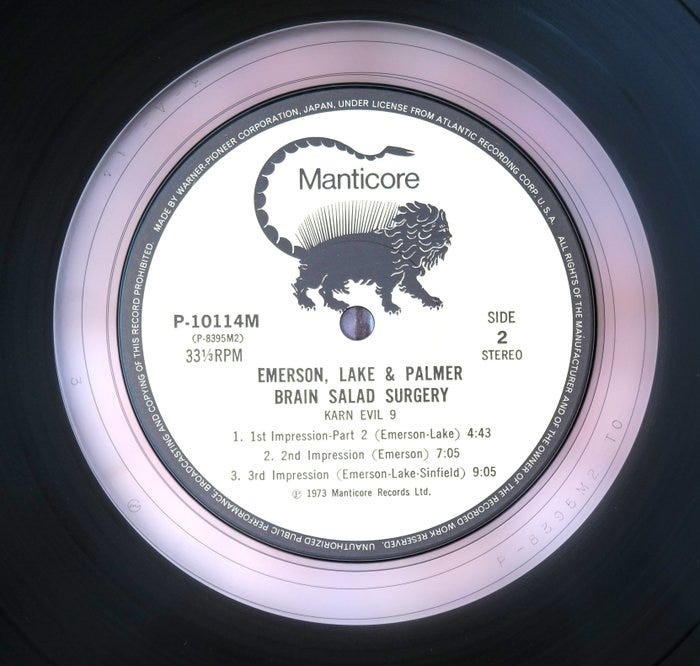 MADE BY WARNER-PIONEER CORPORATION, JAPAN, UNDER LICENSE FROM ATLANTIC RECORDING CORP. U.S.A. ALL RIGHTS OF THE MANUFACTURER AND OF THE OWNER OF THE RECORDED WORK RESERVED. UNAUTHORIZED PUBLIC PERFORMANCE BROADCASTING AND COPYING OF THIS RECORD PROHIBITED.
Manticore
P-10114M
(P-8395M2)
33⅓RPM
SIDE
2
STEREO
EMERSON, LAKE & PALMER
BRAIN SALAD SURGERY
KARN EVIL 9
1. 1st Impression-Part 2 (Emerson-Lake) 4:43
2. 2nd Impression (Emerson) 7:05
3. 3rd Impression (Emerson-Lake-Sinfield) 9:05
℗ 1973 Manticore Records Ltd.
P-8395M2
3